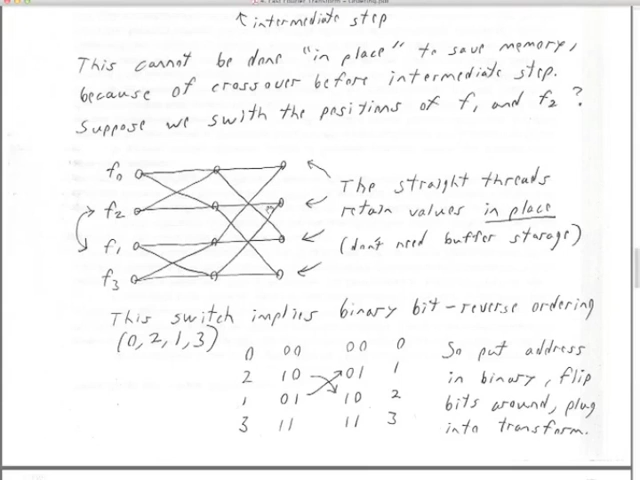 intermediate step
This cannot be done "in place" to save memory,
because of crossover before intermediate step.
Suppose we swith the positions of f1 and f2 ?
f0
f2
f1
f3
The straight threads
retain values in place
(don't need buffer storage)
This switch implies binary bit-reverse ordering
(0, 2, 1, 3)
0 00 00 0
2 10 01 1
1 01 10 2
3 11 11 3
So put address
in binary, flip
bits around, plug
into transform.